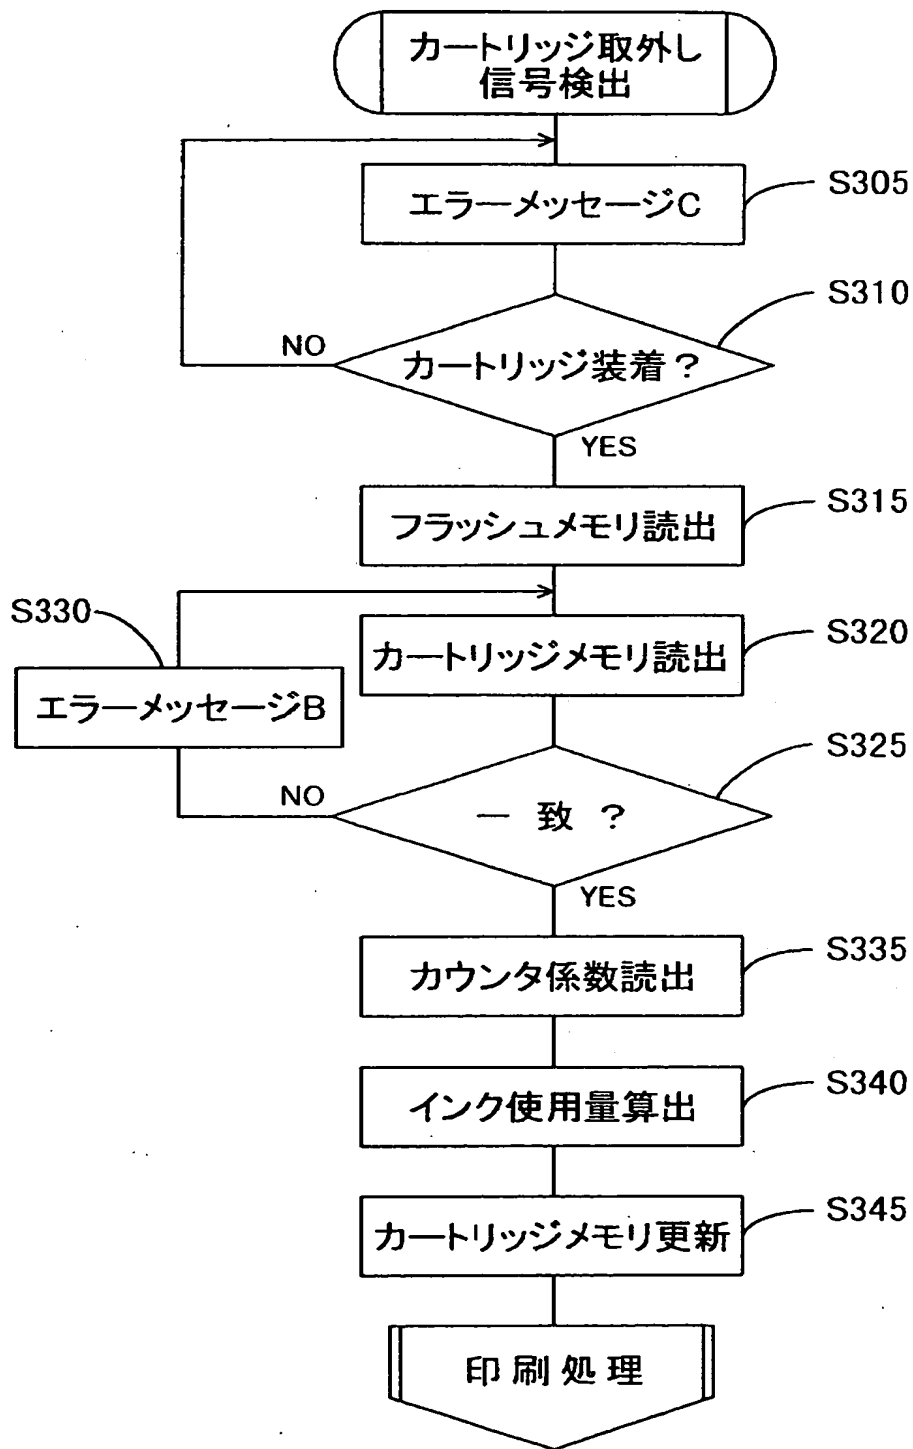 カートリッジ取外し
信号検出
エラーメッセージC
S305
S310
NO
カートリッジ装着?
YES
S315
フラッシュメモリ読出
S330
S320
カートリッジメモリ読出
エラーメッセージB
S325
NO
一致?
YES
S335
カウンタ係数読出
S340
インク使用量算出
S345
カートリッジメモリ更新
印刷処理